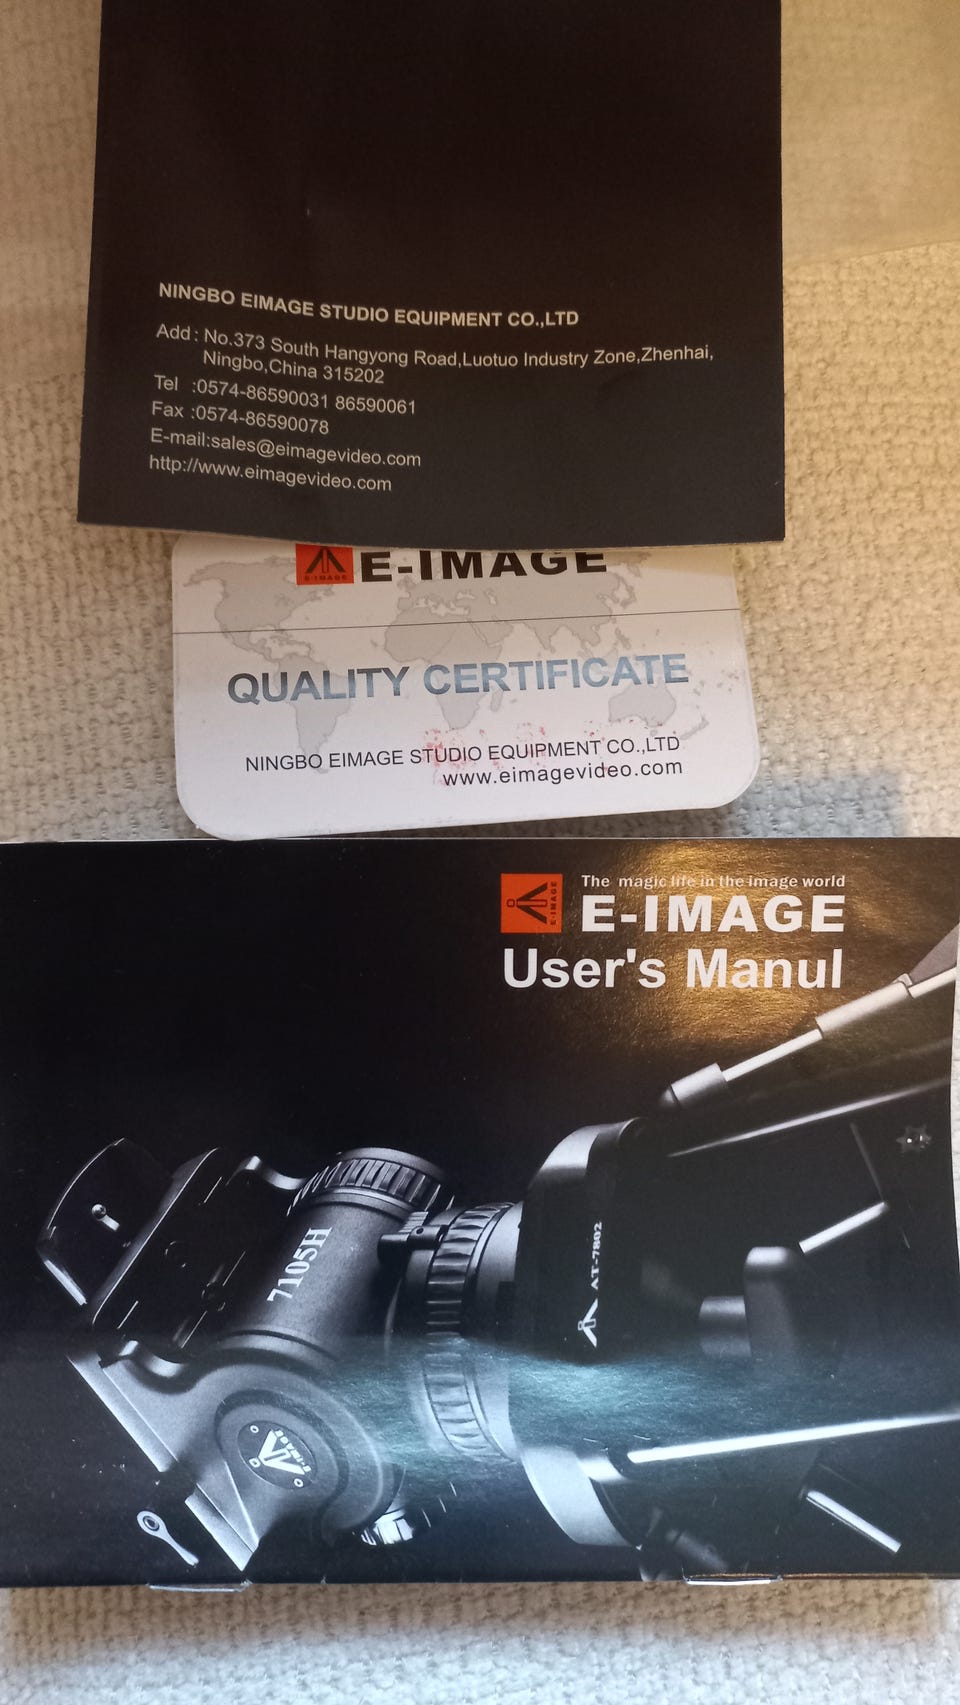 NINGBO EIMAGE STUDIO EQUIPMENT CO.,LTD
Add : No.373 South Hangyong Road,Luotuo Industry Zone,Zhenhai,
Ningbo,China 315202
Tel :0574-86590031 86590061
Fax :0574-86590078
E-mail:sales@eimagevideo.com
http://www.eimagevideo.com
E-IMAGE
E-IMAGE
QUALITY CERTIFICATE
NINGBO EIMAGE STUDIO EQUIPMENT CO.,LTD
www.eimagevideo.com
The magic life in the image world
E-IMAGE
E-IMAGE
User's Manul
7105H
AT-7802
E-IMAGE